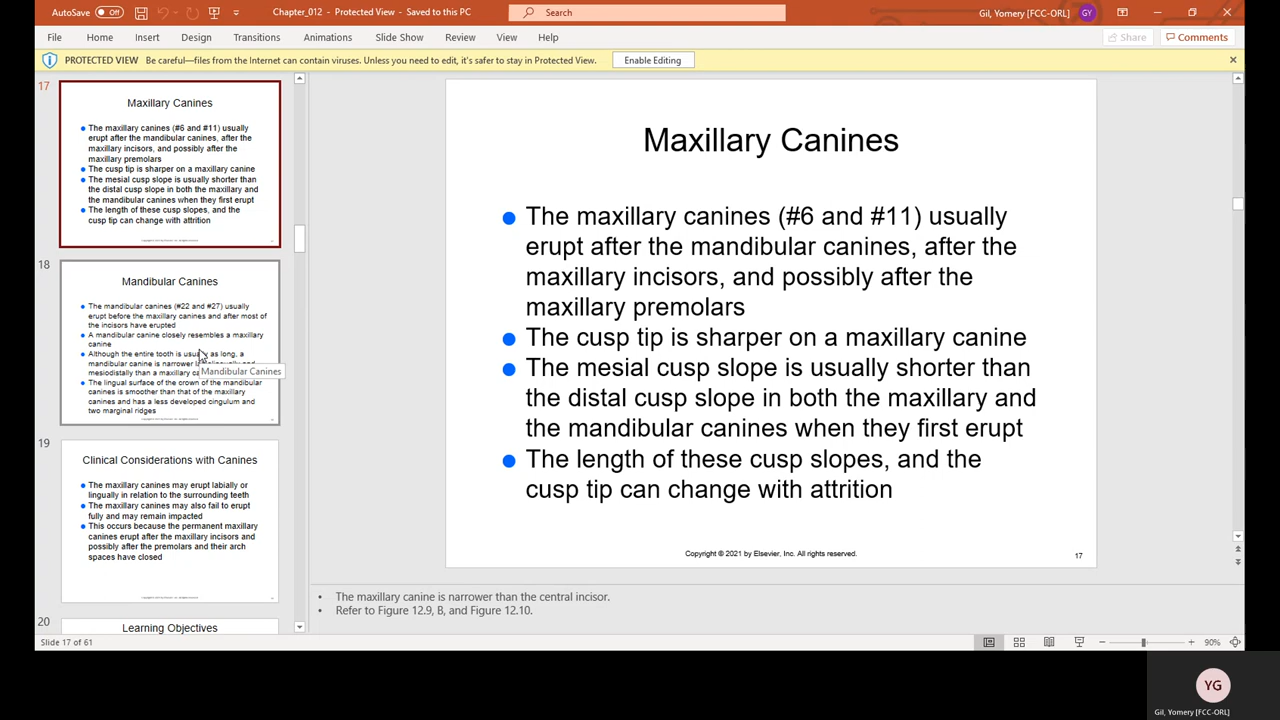 AutoSave Off
Chapter_012 - Protected View - Saved to this PC
Search
Gil, Yomery [FCC-ORL] GY
File Home Insert Design Transitions Animations Slide Show Review View Help
Share Comments
PROTECTED VIEW Be careful—files from the Internet can contain viruses. Unless you need to edit, it's safer to stay in Protected View. Enable Editing
17
Maxillary Canines
The maxillary canines (#6 and #11) usually
erupt after the mandibular canines, after the
maxillary incisors, and possibly after the
maxillary premolars
The cusp tip is sharper on a maxillary canine
The mesial cusp slope is usually shorter than
the distal cusp slope in both the maxillary and
the mandibular canines when they first erupt
The length of these cusp slopes, and the
cusp tip can change with attrition
18
Mandibular Canines
The mandibular canines (#22 and #27) usually
erupt before the maxillary canines and after most of
the incisors have erupted
A mandibular canine closely resembles a maxillary
canine
Although the entire tooth is usually as long, a
mandibular canine is narrower
mesiodistally than a maxillary
Mandibular Canines
The lingual surface of the crown of the mandibular
canines is smoother than that of the maxillary
canines and has a less developed cingulum and
two marginal ridges
19
Clinical Considerations with Canines
The maxillary canines may erupt labially or
lingually in relation to the surrounding teeth
The maxillary canines may also fail to erupt
fully and may remain impacted
This occurs because the permanent maxillary
canines erupt after the maxillary incisors and
possibly after the premolars and their arch
spaces have closed
20
Learning Objectives
Maxillary Canines
The maxillary canines (#6 and #11) usually
erupt after the mandibular canines, after the
maxillary incisors, and possibly after the
maxillary premolars
The cusp tip is sharper on a maxillary canine
The mesial cusp slope is usually shorter than
the distal cusp slope in both the maxillary and
the mandibular canines when they first erupt
The length of these cusp slopes, and the
cusp tip can change with attrition
Copyright © 2021 by Elsevier, Inc. All rights reserved.
17
The maxillary canine is narrower than the central incisor.
Refer to Figure 12.9, B, and Figure 12.10.
Slide 17 of 61
90%
YG
Gil, Yomery [FCC-ORL]